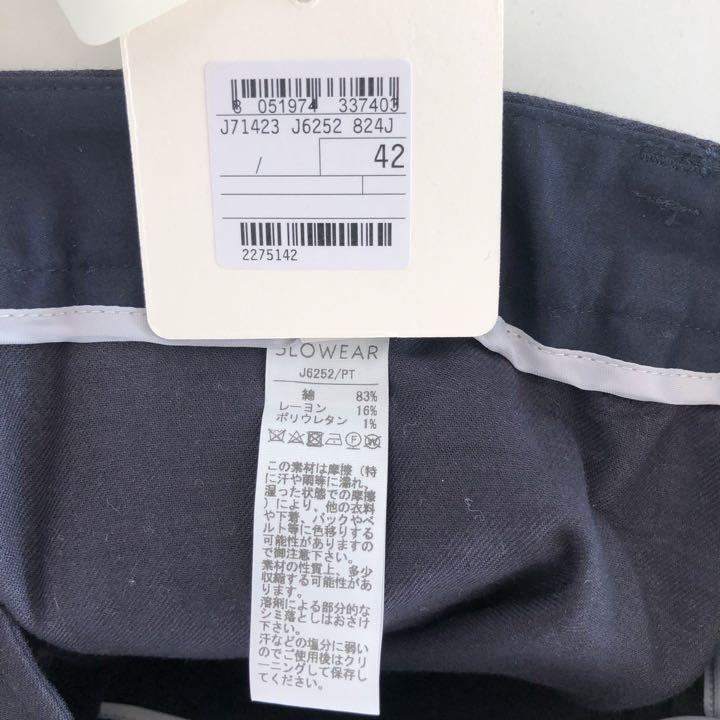 8 051974 337403
J71423 J6252 824J
/ 42
2275142
SLOWEAR
J6252/PT
綿 83%
レーヨン 16%
ポリウレタン 1%
この素材は摩擦（特
に汗や雨等に濡れ、
湿った状態での摩擦
）により、他の衣料
や下着、バックやベ
ルト等に色移りする
可能性がありますの
で御注意下さい。
素材の性質上、多少
収縮する可能性があ
ります。
溶剤による部分的な
シミ落としはおさけ
下さい。
汗などの塩分に弱い
のでご使用後はクリ
ーニングして保存し
てください。